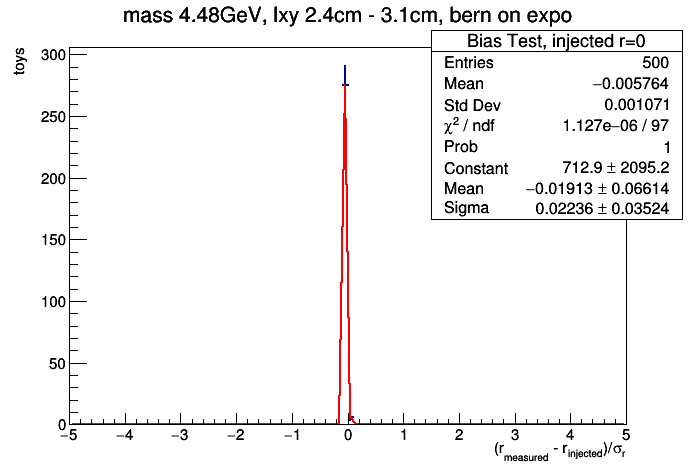 mass 4.48GeV, lxy 2.4cm - 3.1cm, bern on expo
toys
Bias Test, injected r=0
Entries 500
Mean −0.005764
Std Dev 0.001071
χ² / ndf 1.127e−06 / 97
Prob 1
Constant 712.9 ± 2095.2
Mean −0.01913 ± 0.06614
Sigma 0.02236 ± 0.03524
300
250
200
150
100
50
0
−5 −4 −3 −2 −1 0 1 2 3 4 5
(r_measured - r_injected)/σ_r